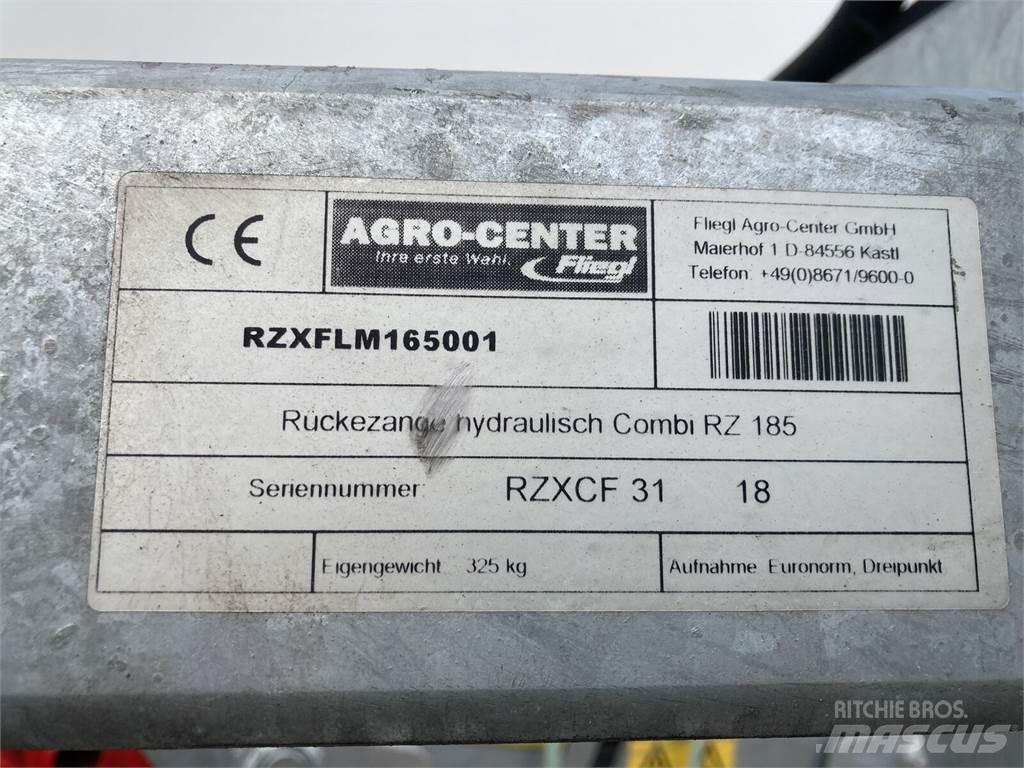 CE
AGRO-CENTER
Ihre erste Wahl.
Fliegl
Fliegl Agro-Center GmbH
Maierhof 1 D-84556 Kastl
Telefon: +49(0)8671/9600-0
RZXFLM165001
Rückezange hydraulisch Combi RZ 185
Seriennummer RZXCF 31 18
Eigengewicht 325 kg
Aufnahme Euronorm, Dreipunkt
RITCHIE BROS.
MASCUS